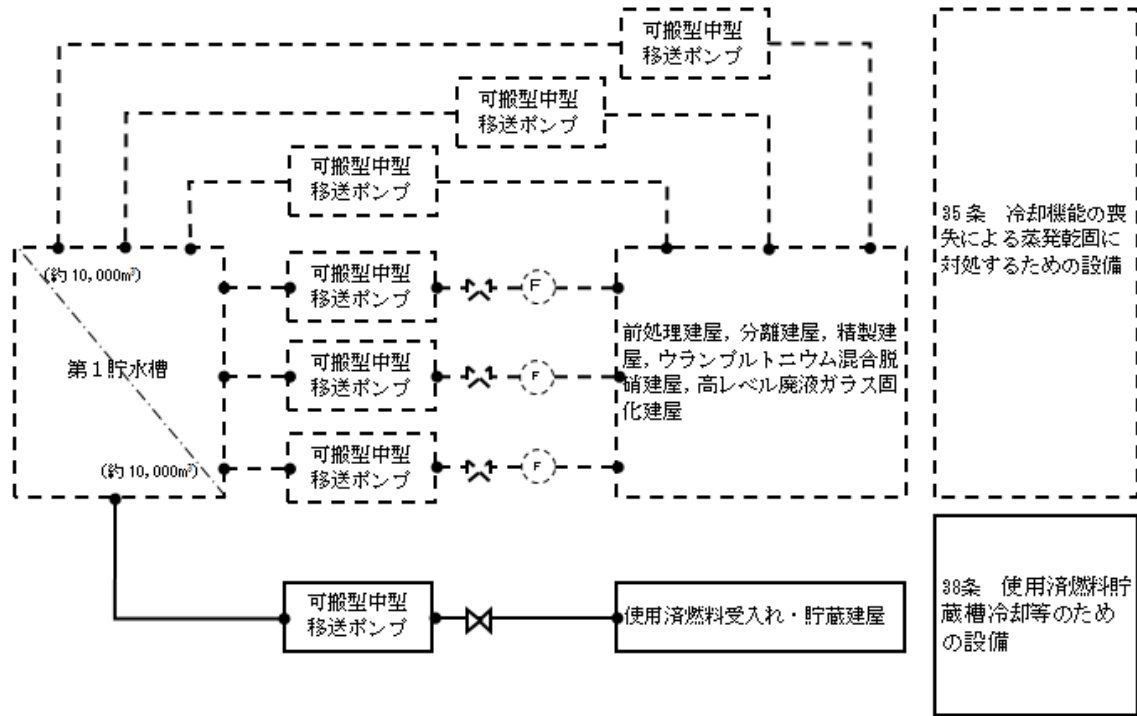 可搬型中型
移送ポンプ
可搬型中型
移送ポンプ
可搬型中型
移送ポンプ
35条　冷却機能の喪
失による蒸発乾固に
対処するための設備
(約10,000m³)
第1貯水槽
(約10,000m³)
可搬型中型
移送ポンプ
F
可搬型中型
移送ポンプ
F
可搬型中型
移送ポンプ
F
前処理建屋,分離建屋,精製建
屋,ウランプルトニウム混合脱
硝建屋,高レベル廃液ガラス固
化建屋
可搬型中型
移送ポンプ
使用済燃料受入れ・貯蔵建屋
38条　使用済燃料貯
蔵槽冷却等のため
の設備